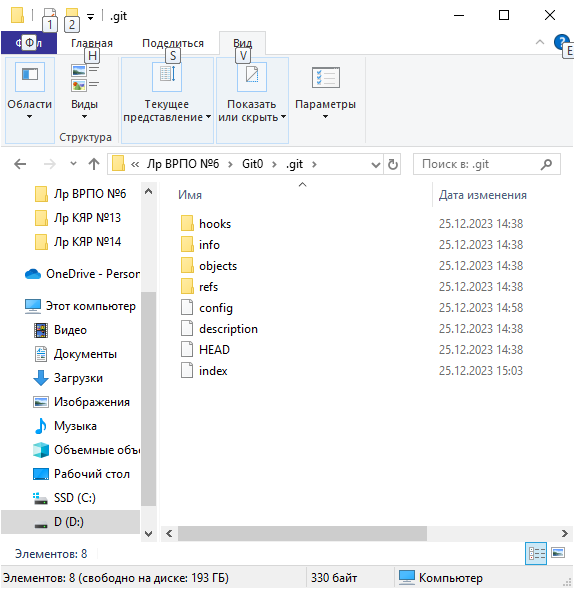 1 2 .git
Файл Главная Поделиться Вид
Ф H S V E
Области Виды Текущее представление Показать или скрыть Параметры
Структура
« Лр ВРПО №6 › Git0 › .git › Поиск в: .git
Лр ВРПО №6
Лр КЯР №13
Лр КЯР №14
OneDrive - Person
Этот компьютер
Видео
Документы
Загрузки
Изображения
Музыка
Объемные объ
Рабочий стол
SSD (C:)
D (D:)
Имя Дата изменения
hooks 25.12.2023 14:38
info 25.12.2023 14:38
objects 25.12.2023 14:38
refs 25.12.2023 14:38
config 25.12.2023 14:58
description 25.12.2023 14:38
HEAD 25.12.2023 14:38
index 25.12.2023 15:03
Элементов: 8
Элементов: 8 (свободно на диске: 193 ГБ) 330 байт Компьютер